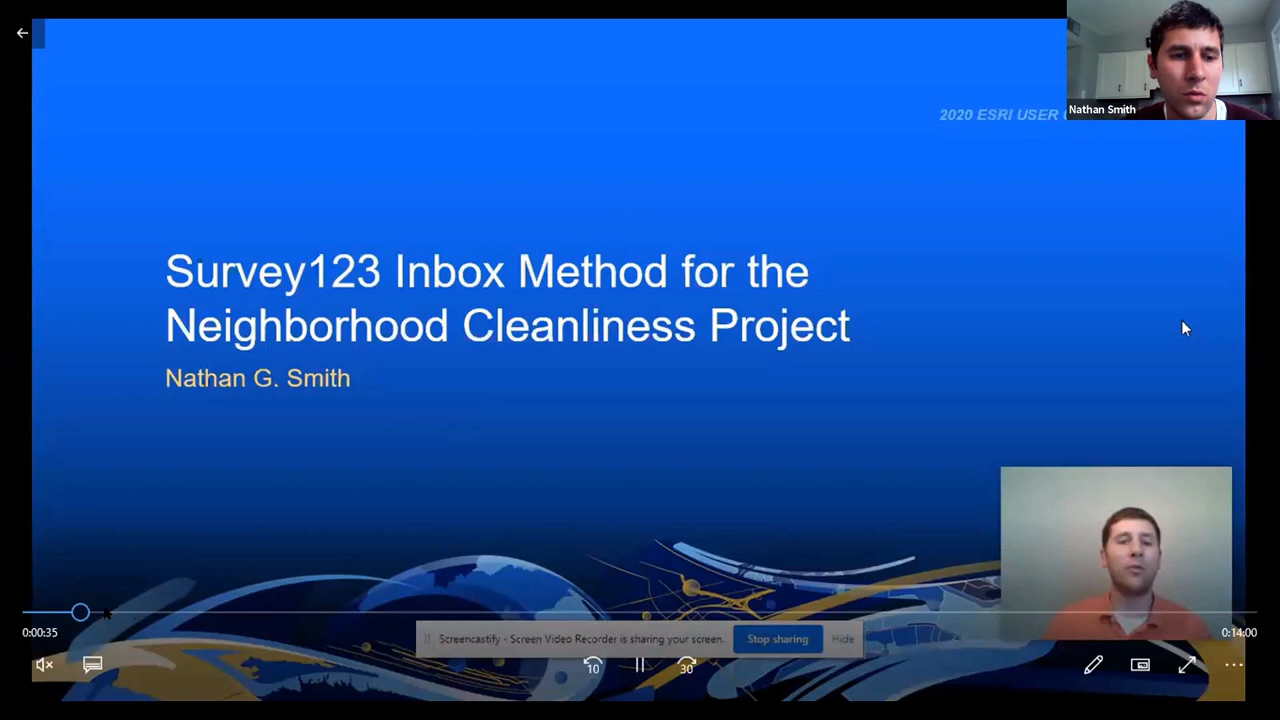 2020 ESRI USER
Nathan Smith
Survey123 Inbox Method for the
Neighborhood Cleanliness Project
Nathan G. Smith
0:00:35
0:14:00
Screencastify - Screen Video Recorder is sharing your screen.
Stop sharing
Hide
10
30